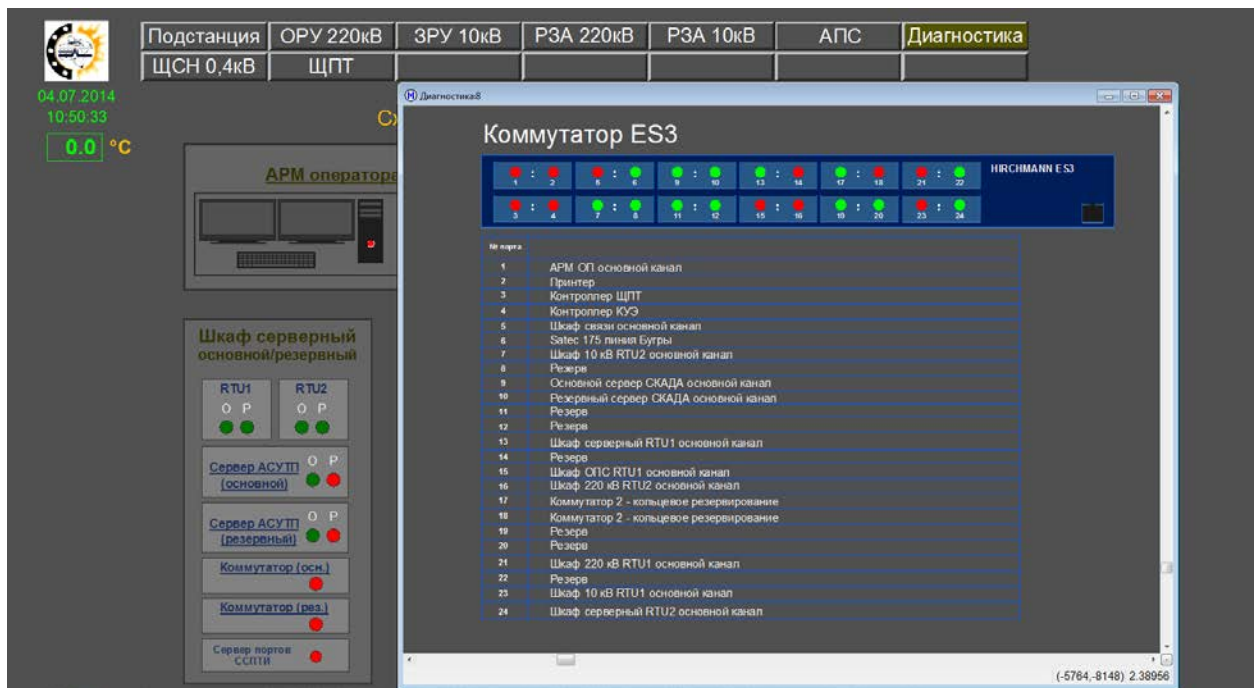 Подстанция ОРУ 220кВ ЗРУ 10кВ РЗА 220кВ РЗА 10кВ АПС Диагностика
ЩСН 0,4кВ ЩПТ
04.07.2014
10:50:33
0.0 °C
АРМ оператора
Шкаф серверный
основной/резервный
RTU1 RTU2
О Р О Р
Сервер АСУТП О Р
(основной)
Сервер АСУТП О Р
(резервный)
Коммутатор (осн.)
Коммутатор (рез.)
Сервер портов
ССПТИ
Диагностика8
Коммутатор ES3
HIRCHMANN ES3
1 : 2 5 : 6 9 : 10 13 : 14 17 : 18 21 : 22
3 : 4 7 : 8 11 : 12 15 : 16 19 : 20 23 : 24
№ порта
1 АРМ ОП основной канал
2 Принтер
3 Контроллер ЩПТ
4 Контроллер КУЭ
5 Шкаф связи основной канал
6 Satec 175 линия Бугры
7 Шкаф 10 кВ RTU2 основной канал
8 Резерв
9 Основной сервер СКАДА основной канал
10 Резервный сервер СКАДА основной канал
11 Резерв
12 Резерв
13 Шкаф серверный RTU1 основной канал
14 Резерв
15 Шкаф ОПС RTU1 основной канал
16 Шкаф 220 кВ RTU2 основной канал
17 Коммутатор 2 - кольцевое резервирование
18 Коммутатор 2 - кольцевое резервирование
19 Резерв
20 Резерв
21 Шкаф 220 кВ RTU1 основной канал
22 Резерв
23 Шкаф 10 кВ RTU1 основной канал
24 Шкаф серверный RTU2 основной канал
(-5764,-8148) 2.38956